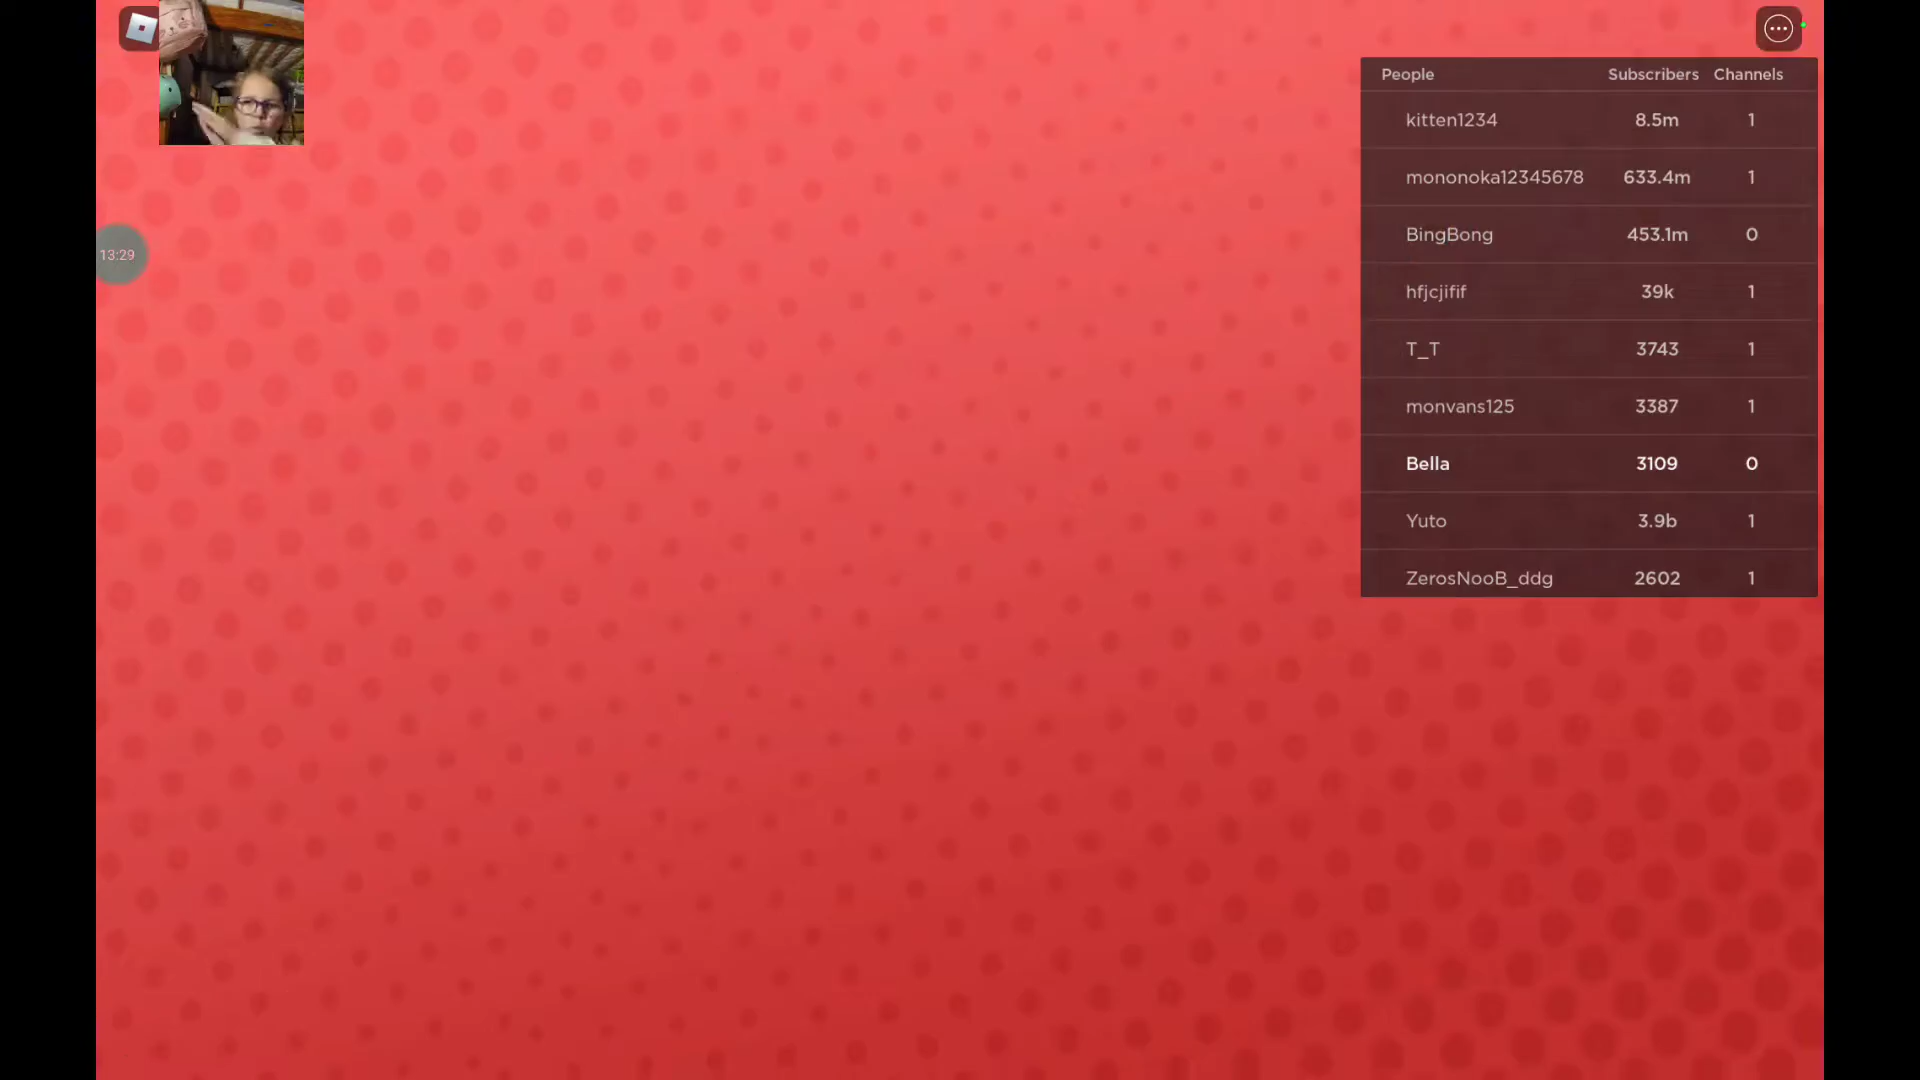 People Subscribers Channels
kitten1234 8.5m 1
mononoka12345678 633.4m 1
BingBong 453.1m 0
hfjcjifif 39k 1
T_T 3743 1
monvans125 3387 1
Bella 3109 0
Yuto 3.9b 1
ZerosNooB_ddg 2602 1
13:29